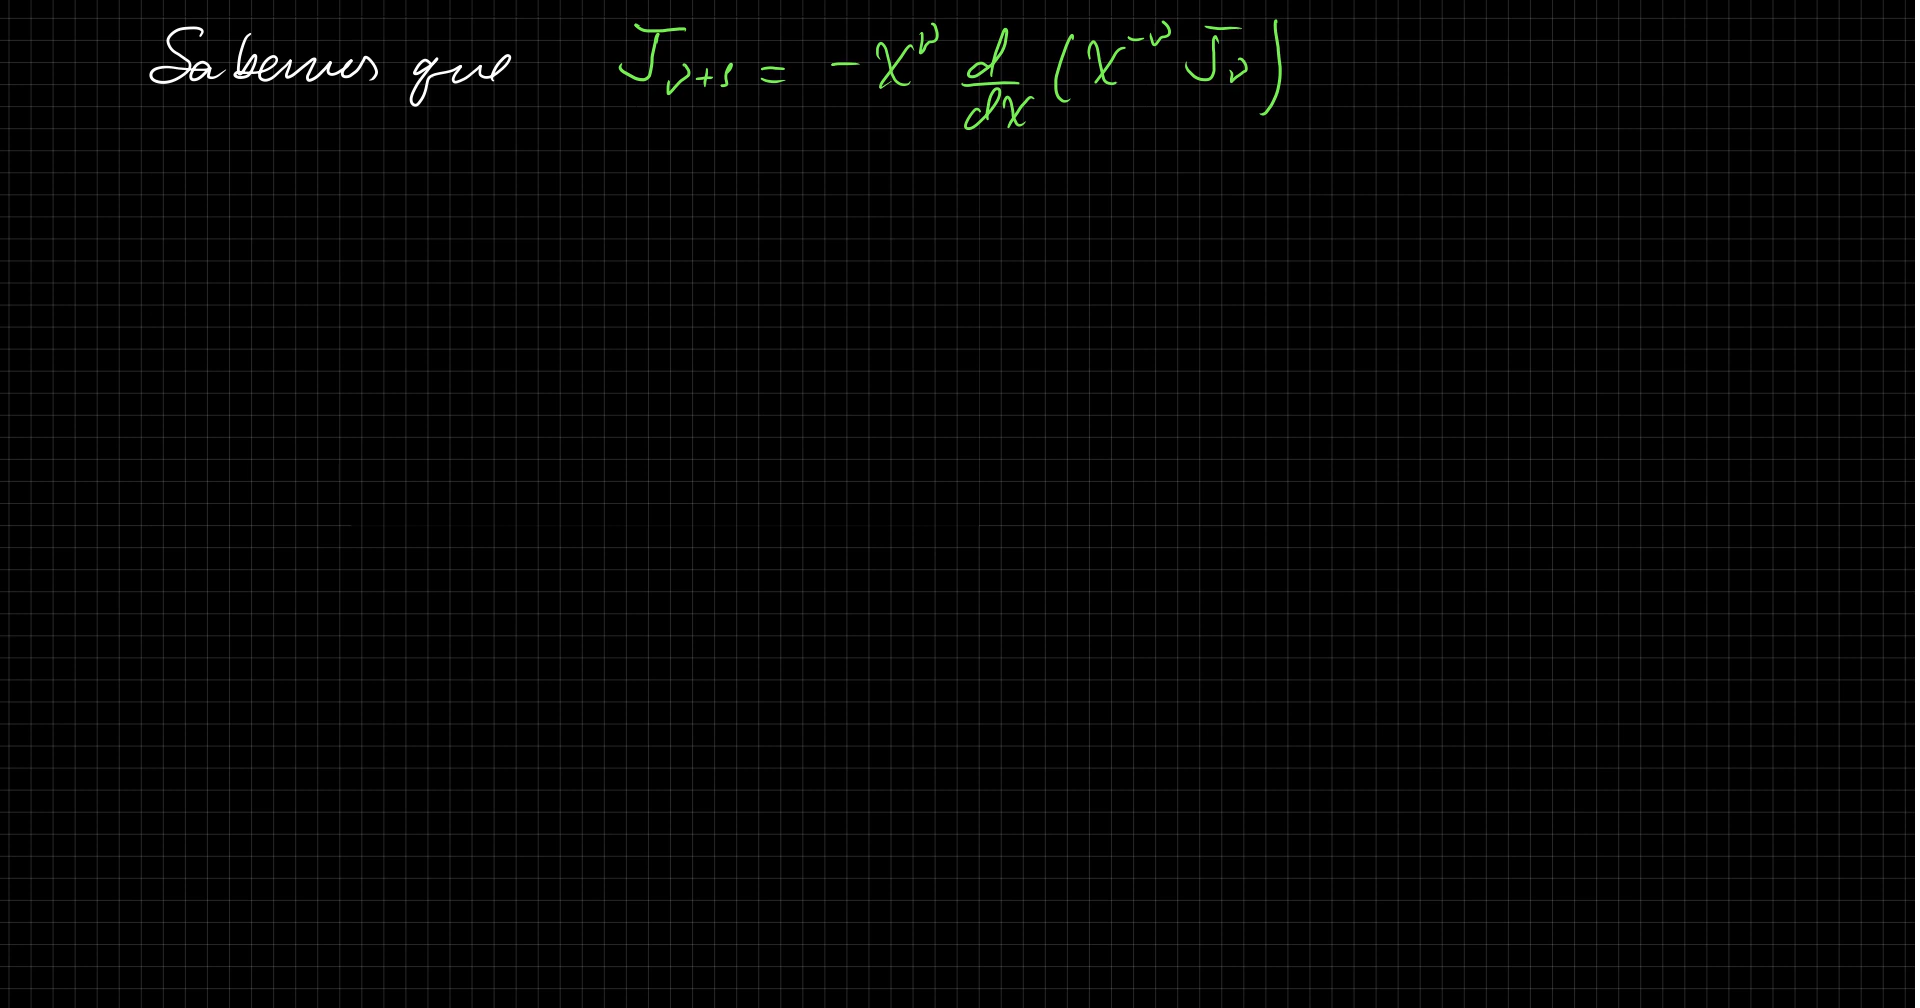 Sabemos que J_{ν+1} = -x^ν d/dx (x^{-ν} J_ν)